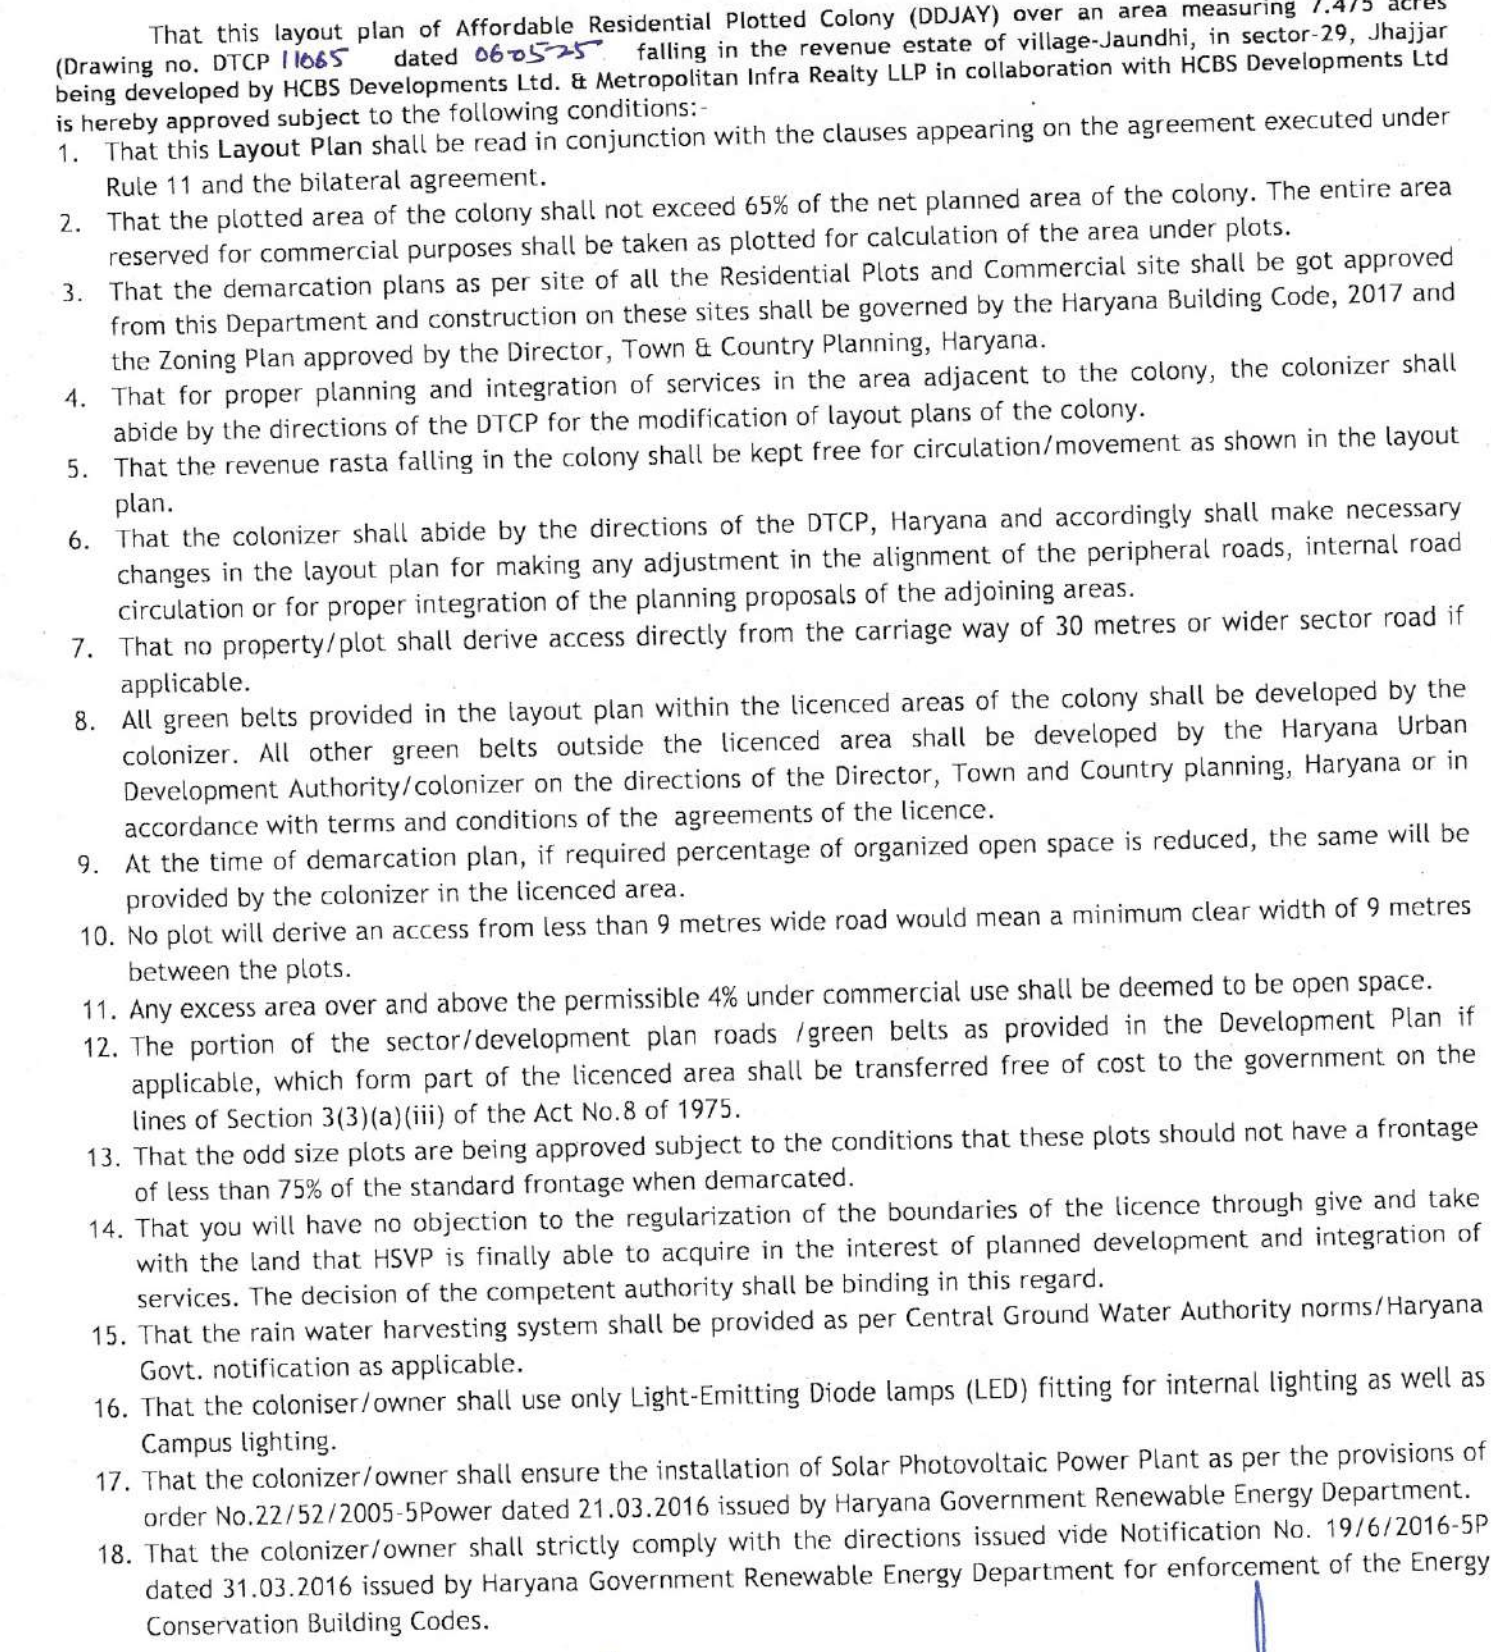 That this layout plan of Affordable Residential Plotted Colony (DDJAY) over an area measuring 7.475 acres
(Drawing no. DTCP 11065 dated 06-05-25 falling in the revenue estate of village-Jaundhi, in sector-29, Jhajjar
being developed by HCBS Developments Ltd. & Metropolitan Infra Realty LLP in collaboration with HCBS Developments Ltd
is hereby approved subject to the following conditions:-
1. That this Layout Plan shall be read in conjunction with the clauses appearing on the agreement executed under
Rule 11 and the bilateral agreement.
2. That the plotted area of the colony shall not exceed 65% of the net planned area of the colony. The entire area
reserved for commercial purposes shall be taken as plotted for calculation of the area under plots.
3. That the demarcation plans as per site of all the Residential Plots and Commercial site shall be got approved
from this Department and construction on these sites shall be governed by the Haryana Building Code, 2017 and
the Zoning Plan approved by the Director, Town & Country Planning, Haryana.
4. That for proper planning and integration of services in the area adjacent to the colony, the colonizer shall
abide by the directions of the DTCP for the modification of layout plans of the colony.
5. That the revenue rasta falling in the colony shall be kept free for circulation/movement as shown in the layout
plan.
6. That the colonizer shall abide by the directions of the DTCP, Haryana and accordingly shall make necessary
changes in the layout plan for making any adjustment in the alignment of the peripheral roads, internal road
circulation or for proper integration of the planning proposals of the adjoining areas.
7. That no property/plot shall derive access directly from the carriage way of 30 metres or wider sector road if
applicable.
8. All green belts provided in the layout plan within the licenced areas of the colony shall be developed by the
colonizer. All other green belts outside the licenced area shall be developed by the Haryana Urban
Development Authority/colonizer on the directions of the Director, Town and Country planning, Haryana or in
accordance with terms and conditions of the agreements of the licence.
9. At the time of demarcation plan, if required percentage of organized open space is reduced, the same will be
provided by the colonizer in the licenced area.
10. No plot will derive an access from less than 9 metres wide road would mean a minimum clear width of 9 metres
between the plots.
11. Any excess area over and above the permissible 4% under commercial use shall be deemed to be open space.
12. The portion of the sector/development plan roads /green belts as provided in the Development Plan if
applicable, which form part of the licenced area shall be transferred free of cost to the government on the
lines of Section 3(3)(a)(iii) of the Act No.8 of 1975.
13. That the odd size plots are being approved subject to the conditions that these plots should not have a frontage
of less than 75% of the standard frontage when demarcated.
14. That you will have no objection to the regularization of the boundaries of the licence through give and take
with the land that HSVP is finally able to acquire in the interest of planned development and integration of
services. The decision of the competent authority shall be binding in this regard.
15. That the rain water harvesting system shall be provided as per Central Ground Water Authority norms/Haryana
Govt. notification as applicable.
16. That the coloniser/owner shall use only Light-Emitting Diode lamps (LED) fitting for internal lighting as well as
Campus lighting.
17. That the colonizer/owner shall ensure the installation of Solar Photovoltaic Power Plant as per the provisions of
order No.22/52/2005-5Power dated 21.03.2016 issued by Haryana Government Renewable Energy Department.
18. That the colonizer/owner shall strictly comply with the directions issued vide Notification No. 19/6/2016-5P
dated 31.03.2016 issued by Haryana Government Renewable Energy Department for enforcement of the Energy
Conservation Building Codes.